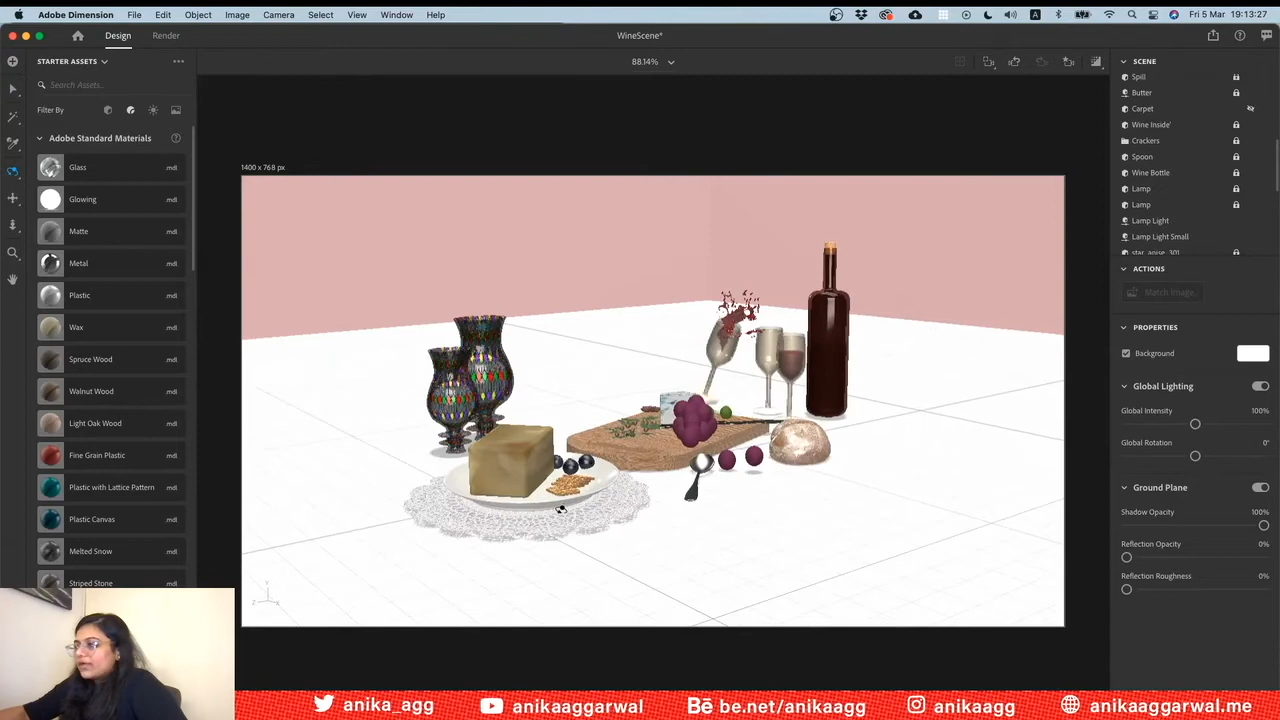 Adobe Dimension File Edit Object Image Camera Select View Window Help
A
Fri 5 Mar 19:13:27
Design Render
WineScene*
STARTER ASSETS
88.14%
SCENE
Search Assets..
Filter By
Adobe Standard Materials
Glass .mdl
Glowing .mdl
Matte .mdl
Metal .mdl
Plastic .mdl
Wax .mdl
Spruce Wood .mdl
Walnut Wood .mdl
Light Oak Wood .mdl
Fine Grain Plastic .mdl
Plastic with Lattice Pattern .mdl
Plastic Canvas .mdl
Melted Snow .mdl
Striped Stone .mdl
1400 x 768 px
Y
Z
X
Spill
Butter
Carpet
Wine Inside'
Crackers
Spoon
Wine Bottle
Lamp
Lamp
Lamp Light
Lamp Light Small
star_anise_301
ACTIONS
Match Image..
PROPERTIES
Background
Global Lighting
Global Intensity 100%
Global Rotation 0°
Ground Plane
Shadow Opacity 100%
Reflection Opacity 0%
Reflection Roughness 0%
anika_agg anikaaggarwal Bē be.net/anikaagg anikaagg anikaaggarwal.me